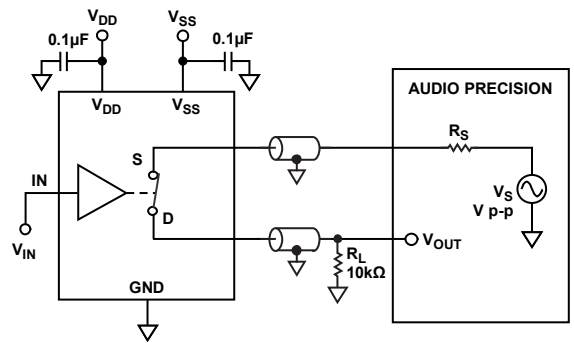 VDD
VSS
0.1µF
0.1µF
VDD
VSS
AUDIO PRECISION
RS
S
IN
VS
V p-p
D
VIN
VOUT
RL
10kΩ
GND